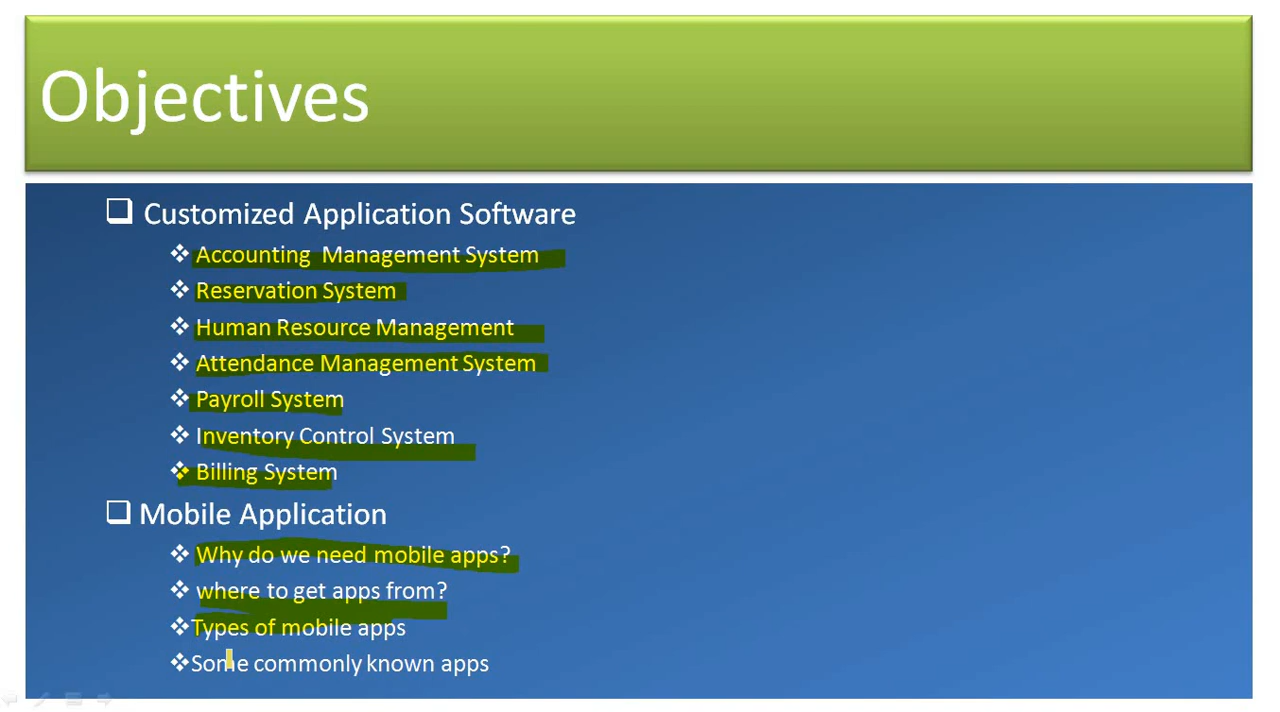 Objectives
Customized Application Software
Accounting Management System
Reservation System
Human Resource Management
Attendance Management System
Payroll System
Inventory Control System
Billing System
Mobile Application
Why do we need mobile apps?
where to get apps from?
Types of mobile apps
Some commonly known apps